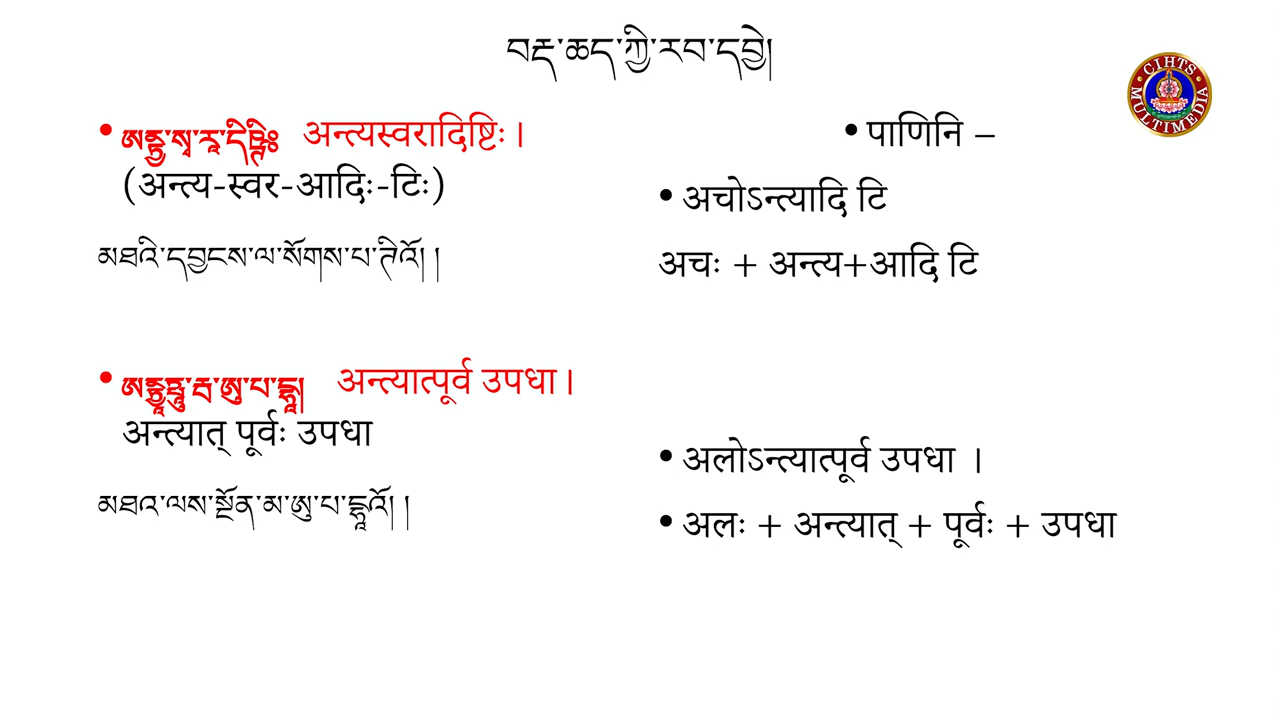 བརྡ་ཆད་ཀྱི་རབ་དབྱེ།
CIHTS MULTIMEDIA
• ཨནྟྱ་སྭ་རཱ་དིཥྚིཿ अन्त्यस्वरादिष्टिः।
(अन्त्य-स्वर-आदिः-टिः)
མཐའི་དབྱངས་ལ་སོགས་པ་ཊིའོ། །
• ཨནྟྱཱཏྤཱུ་རྦ་ཨུ་པ་དྷཱ། अन्त्यात्पूर्व उपधा।
अन्त्यात् पूर्वः उपधा
མཐའ་ལས་སྔོན་མ་ཨུ་པ་དྷཱའོ། །
• पाणिनि –
• अचोऽन्त्यादि टि
अचः + अन्त्य+आदि टि
• अलोऽन्त्यात्पूर्व उपधा ।
• अलः + अन्त्यात् + पूर्वः + उपधा